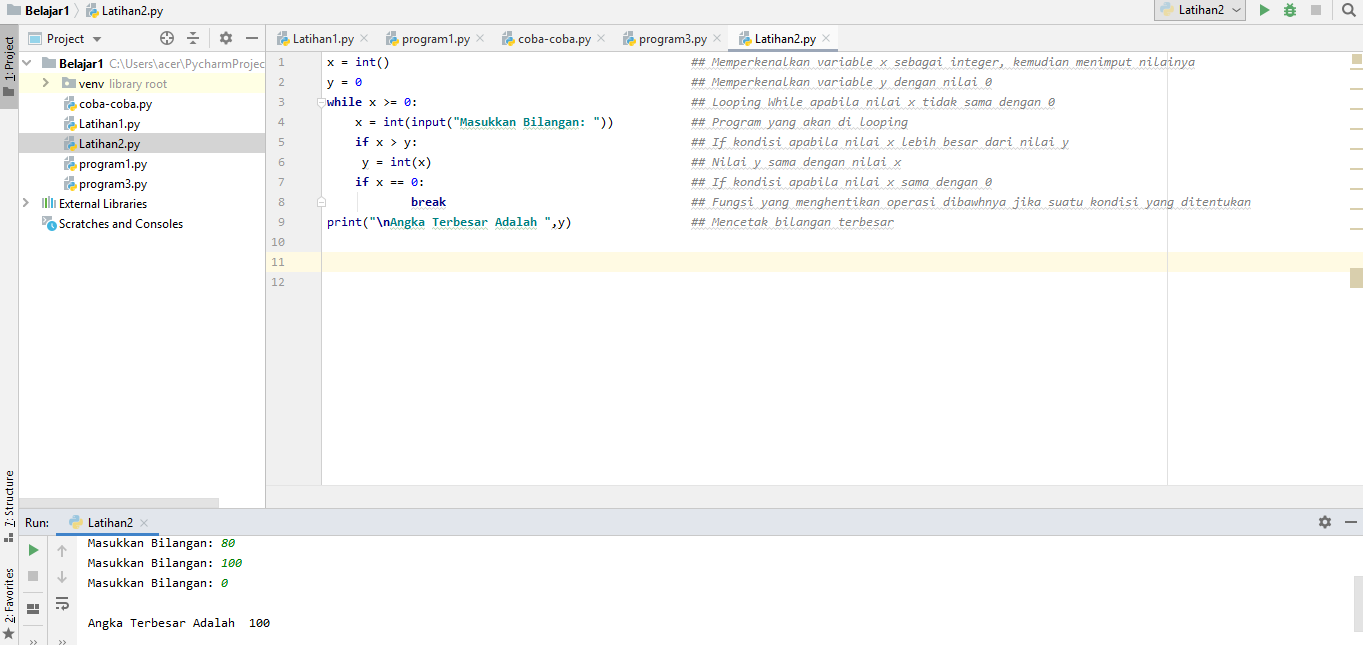 Belajar1 Latihan2.py Latihan2
1: Project
Project
Latihan1.py program1.py coba-coba.py program3.py Latihan2.py
Belajar1 C:\Users\acer\PycharmProjec
venv library root
coba-coba.py
Latihan1.py
Latihan2.py
program1.py
program3.py
External Libraries
Scratches and Consoles
1 x = int() ## Memperkenalkan variable x sebagai integer, kemudian menimput nilainya
2 y = 0 ## Memperkenalkan variable y dengan nilai 0
3 while x >= 0: ## Looping While apabila nilai x tidak sama dengan 0
4 x = int(input("Masukkan Bilangan: ")) ## Program yang akan di looping
5 if x > y: ## If kondisi apabila nilai x lebih besar dari nilai y
6 y = int(x) ## Nilai y sama dengan nilai x
7 if x == 0: ## If kondisi apabila nilai x sama dengan 0
8 break ## Fungsi yang menghentikan operasi dibawhnya jika suatu kondisi yang ditentukan
9 print("\nAngka Terbesar Adalah ",y) ## Mencetak bilangan terbesar
10
11
12
7: Structure
2: Favorites
Run: Latihan2
Masukkan Bilangan: 80
Masukkan Bilangan: 100
Masukkan Bilangan: 0
Angka Terbesar Adalah  100